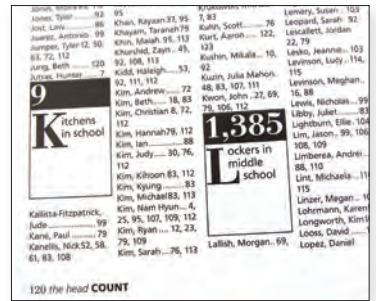 Jones, Tyler ........ 92
Jost, Lina ........ 86
Juarez, Antonio.. 99
Jumper, Tyler 12, 50,
63, 72, 112
Jung, Beth ........ 120
Jutras, Hunter ...... 7
9
Kitchens
in school
Kallista-Fitzpatrick,
Jude .............. 99
Kane, Paul ........ 79
Kanellis, Nick 52, 58,
61, 83, 108
95
Khan, Rayaan 37, 95
Khayam, Taraneh 79
Khin, Maiah. 95, 113
Khurshid, Zayn.. 49,
92, 108, 113
Kidd, Haleigh.... 53,
92, 111, 112
Kim, Andrew...... 72
Kim, Beth..... 18, 83
Kim, Christian 8, 72,
112
Kim, Hannah 79, 112
Kim, Ian ........ 88
Kim, Judy.... 30, 76,
112
Kim, Kihoon 83, 112
Kim, Kyung........ 83
Kim, Michael 83, 113
Kim, Nam Hyun... 4,
25, 95, 107, 109, 112
Kim, Ryan .... 12, 23,
79, 109
Kim, Sarah.... 76, 113
7, 83
Kuhn, Scott....... 76
Kurt, Aaron .... 122,
123
Kushin, Mikala... 10,
92
Kuzin, Julia Mahon.
48, 83, 107, 111
Kwon, John.. 27, 69,
79, 106, 112
1,385
Lockers in
middle
school
Lallish, Morgan.. 69,
Lemery, Susan.. 103
Leopard, Sarah 92
Lescallett, Jordan
22, 79
Lesko, Jeannie... 103
Levinson, Lucy.. 114,
115
Levinson, Meghan..
16, 88
Lewis, Nicholas... 99
Libby, Juliet....... 83
Lightburn, Ellie. 104
Lim, Jason.. 99, 106,
108, 109
Limberea, Andrei..
88, 110
Lint, Michaela... 11
115
Linzer, Megan..
Lohrmann, Karen
Longworth, Kim
Looss, David .....
Lopez, Daniel
120 the head COUNT